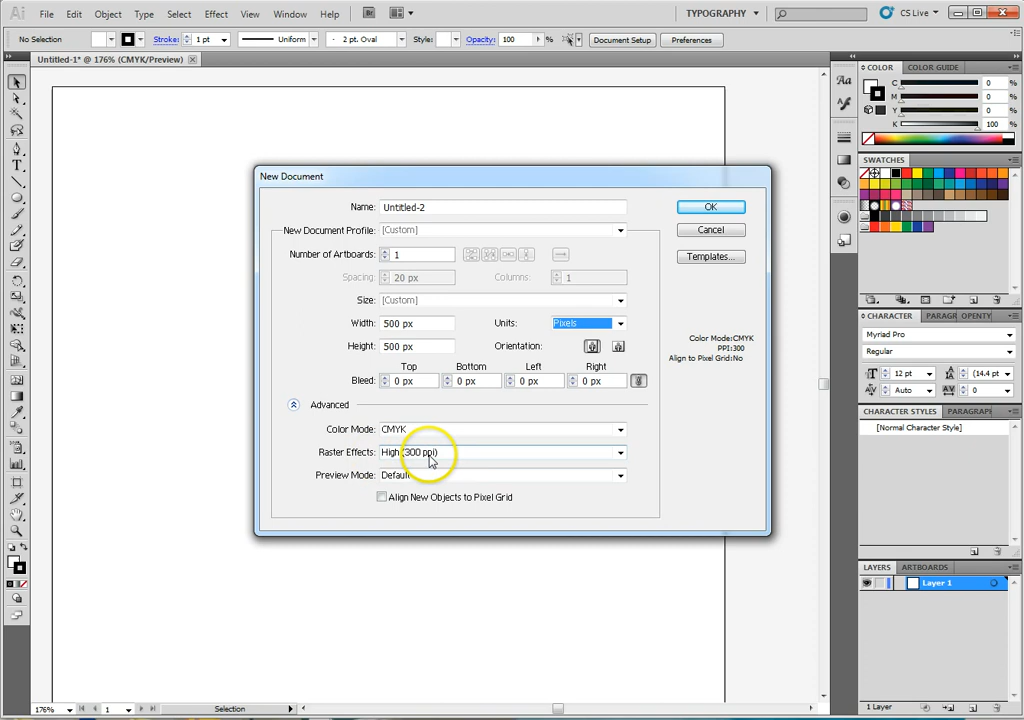 Ai File Edit Object Type Select Effect View Window Help Br TYPOGRAPHY CS Live
No Selection Stroke: 1 pt Uniform 2 pt. Oval Style: Opacity: 100 % Document Setup Preferences
Untitled-1* @ 176% (CMYK/Preview)
COLOR COLOR GUIDE
C 0 %
M 0 %
Y 0 %
K 100 %
SWATCHES
New Document
Name: Untitled-2 OK
New Document Profile: [Custom] Cancel
Number of Artboards: 1 Templates...
Spacing: 20 px Columns: 1
Size: [Custom]
Width: 500 px Units: Pixels
Height: 500 px Orientation:
Color Mode:CMYK
PPI:300
Align to Pixel Grid:No
Top Bottom Left Right
Bleed: 0 px 0 px 0 px 0 px
Advanced
Color Mode: CMYK
Raster Effects: High (300 ppi)
Preview Mode: Default
Align New Objects to Pixel Grid
CHARACTER PARAGR OPENTY
Myriad Pro
Regular
12 pt (14.4 pt
Auto 0
CHARACTER STYLES PARAGRAPH
[Normal Character Style]
LAYERS ARTBOARDS
Layer 1
1 Layer
176% 1 Selection